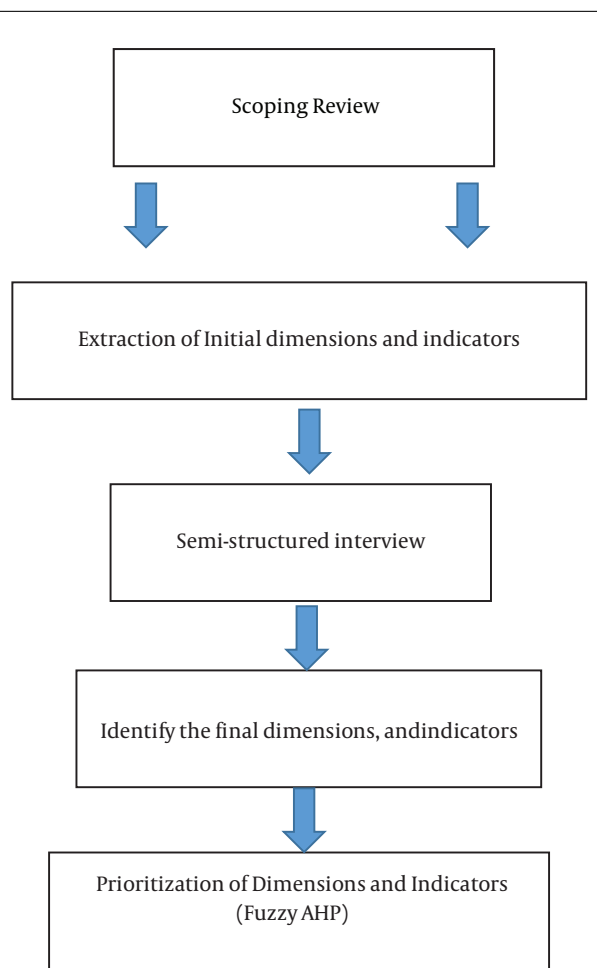 Scoping Review
Extraction of Initial dimensions and indicators
Semi-structured interview
Identify the final dimensions, andindicators
Prioritization of Dimensions and Indicators
(Fuzzy AHP)